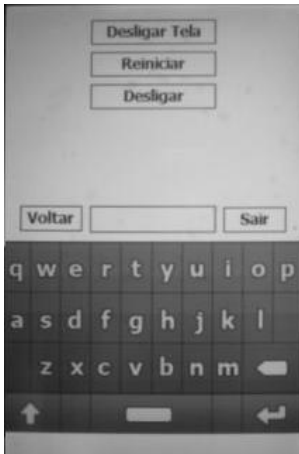 Desligar Tela
Reiniciar
Desligar
Voltar Sair
q w e r t y u i o p
a s d f g h j k l
z x c v b n m